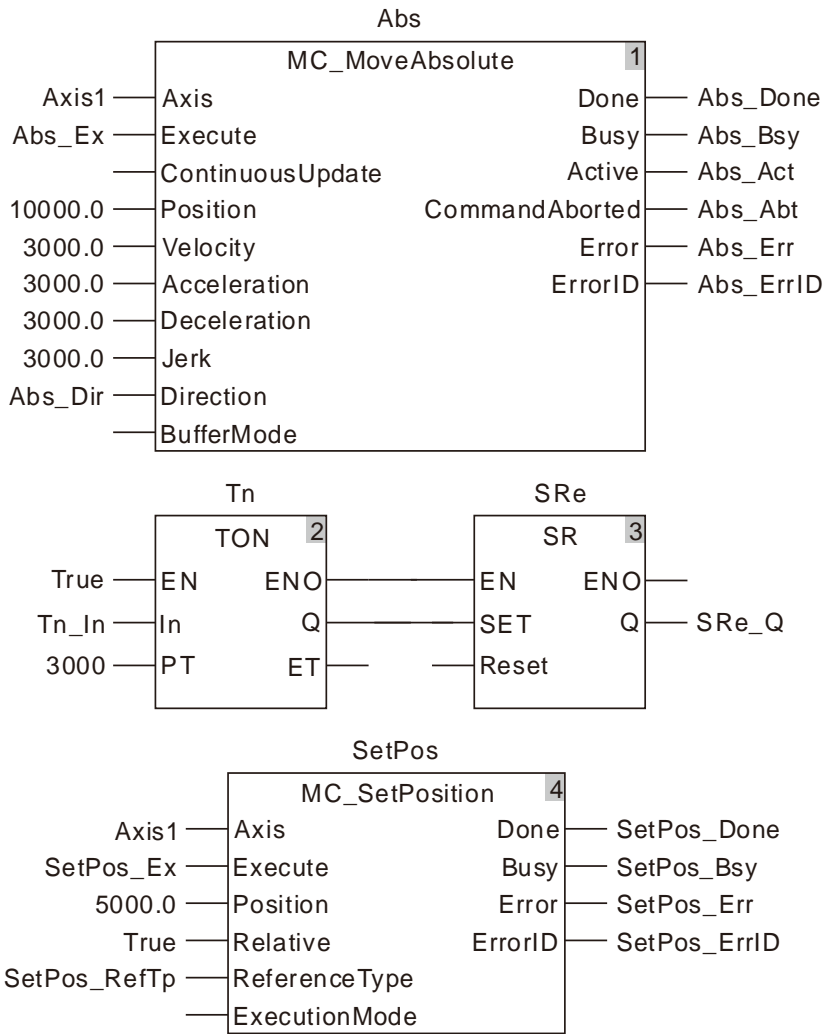 Abs
MC_MoveAbsolute 1
Axis1 Axis Done Abs_Done
Abs_Ex Execute Busy Abs_Bsy
ContinuousUpdate Active Abs_Act
10000.0 Position CommandAborted Abs_Abt
3000.0 Velocity Error Abs_Err
3000.0 Acceleration ErrorID Abs_ErrID
3000.0 Deceleration
3000.0 Jerk
Abs_Dir Direction
BufferMode
Tn SRe
TON 2 SR 3
True EN ENO EN ENO
Tn_In In Q SET Q SRe_Q
3000 PT ET Reset
SetPos
MC_SetPosition 4
Axis1 Axis Done SetPos_Done
SetPos_Ex Execute Busy SetPos_Bsy
5000.0 Position Error SetPos_Err
True Relative ErrorID SetPos_ErrID
SetPos_RefTp ReferenceType
ExecutionMode